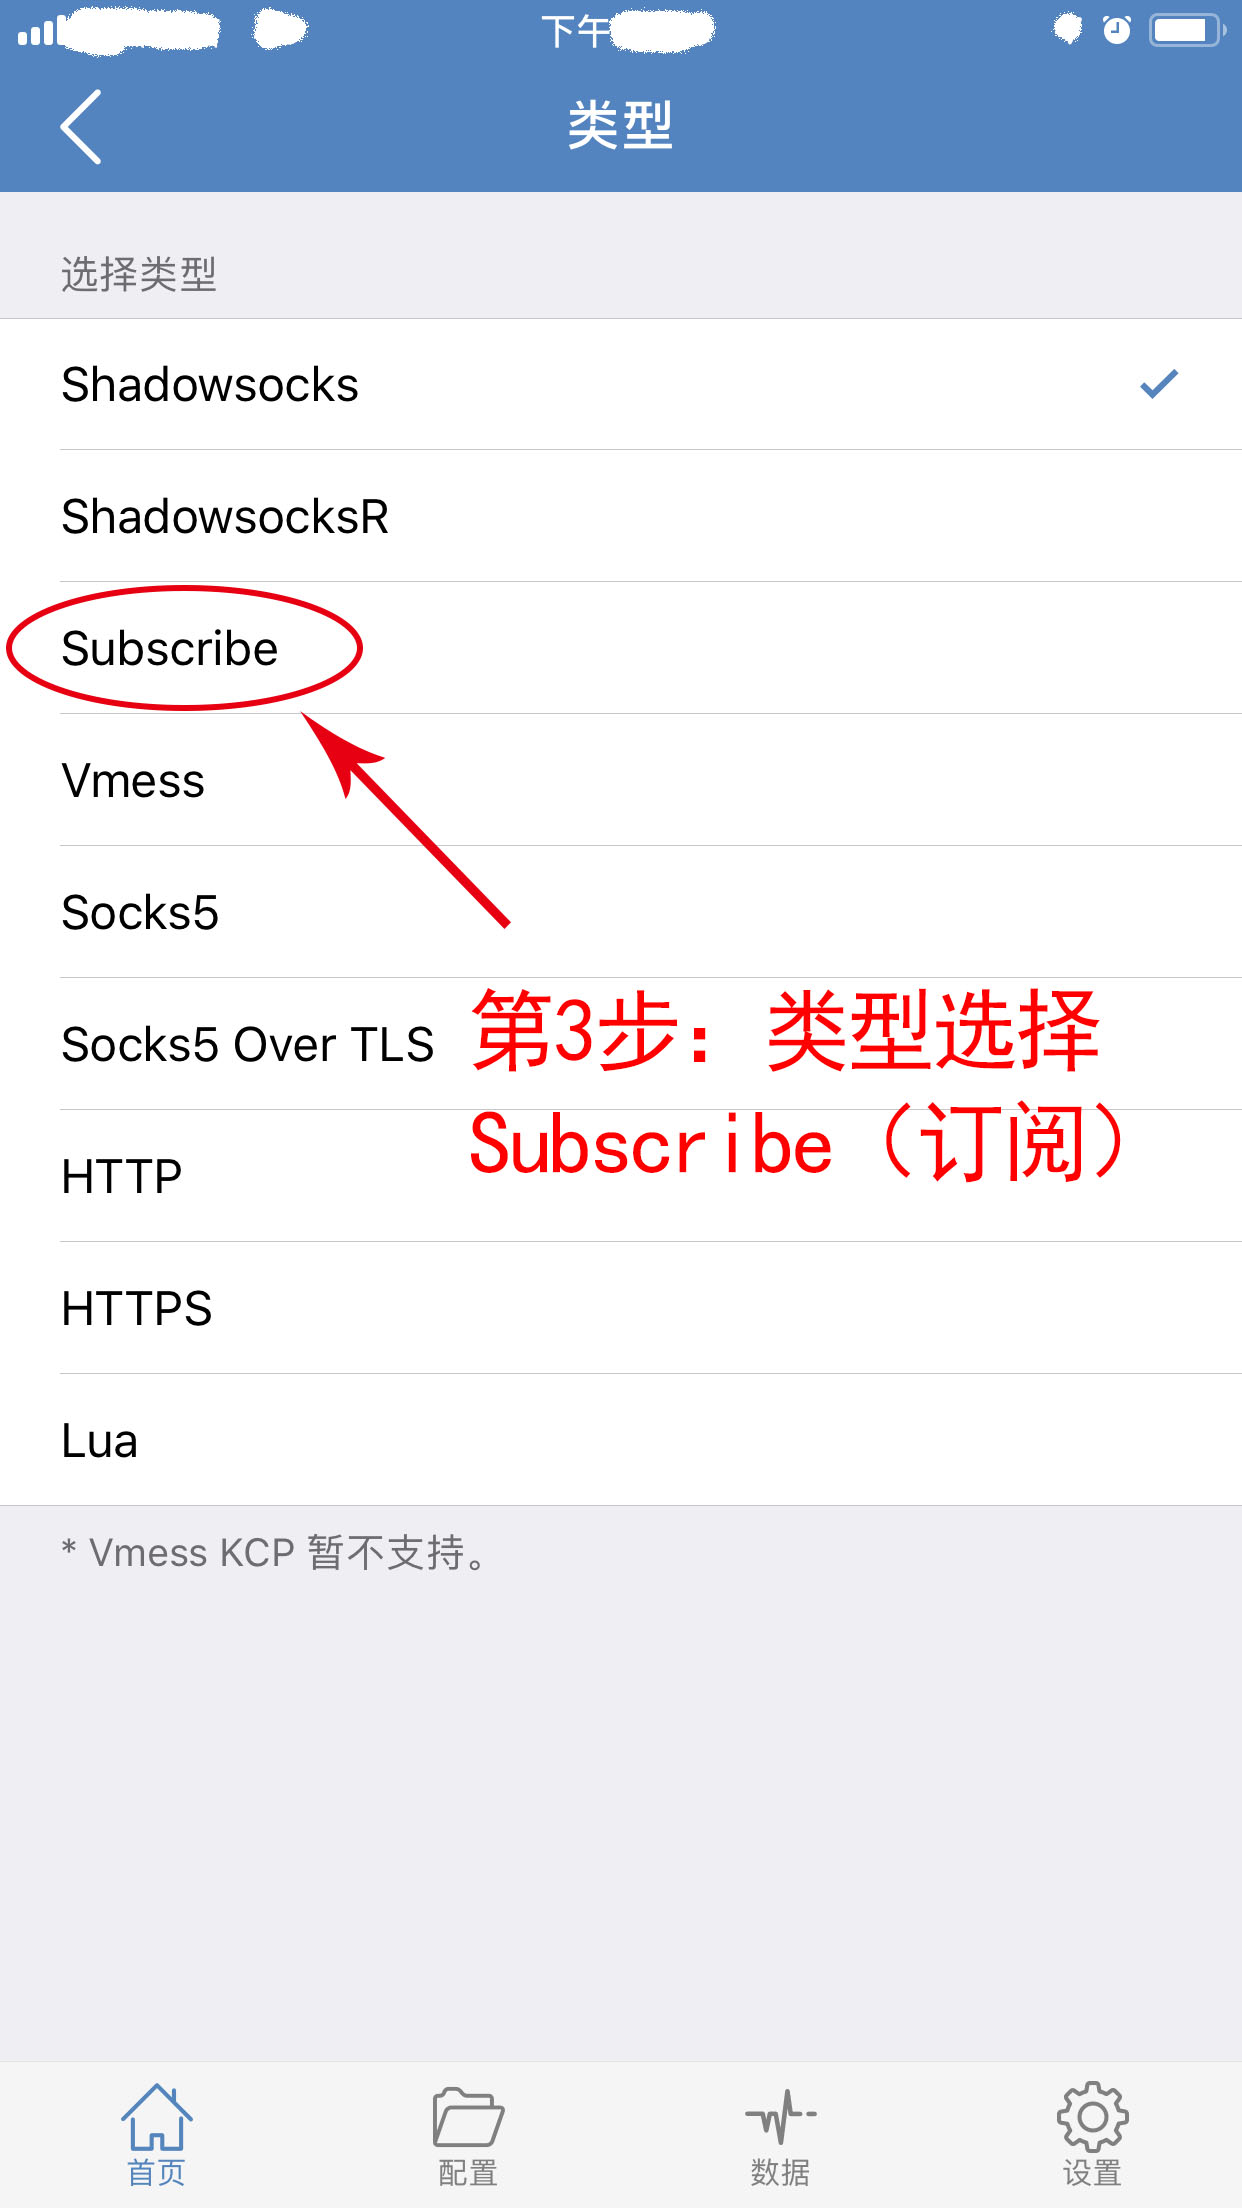 下午
类型
选择类型
Shadowsocks
ShadowsocksR
Subscribe
Vmess
Socks5
Socks5 Over TLS
第3步：类型选择
Subscribe（订阅）
HTTP
HTTPS
Lua
* Vmess KCP 暂不支持。
首页 配置 数据 设置